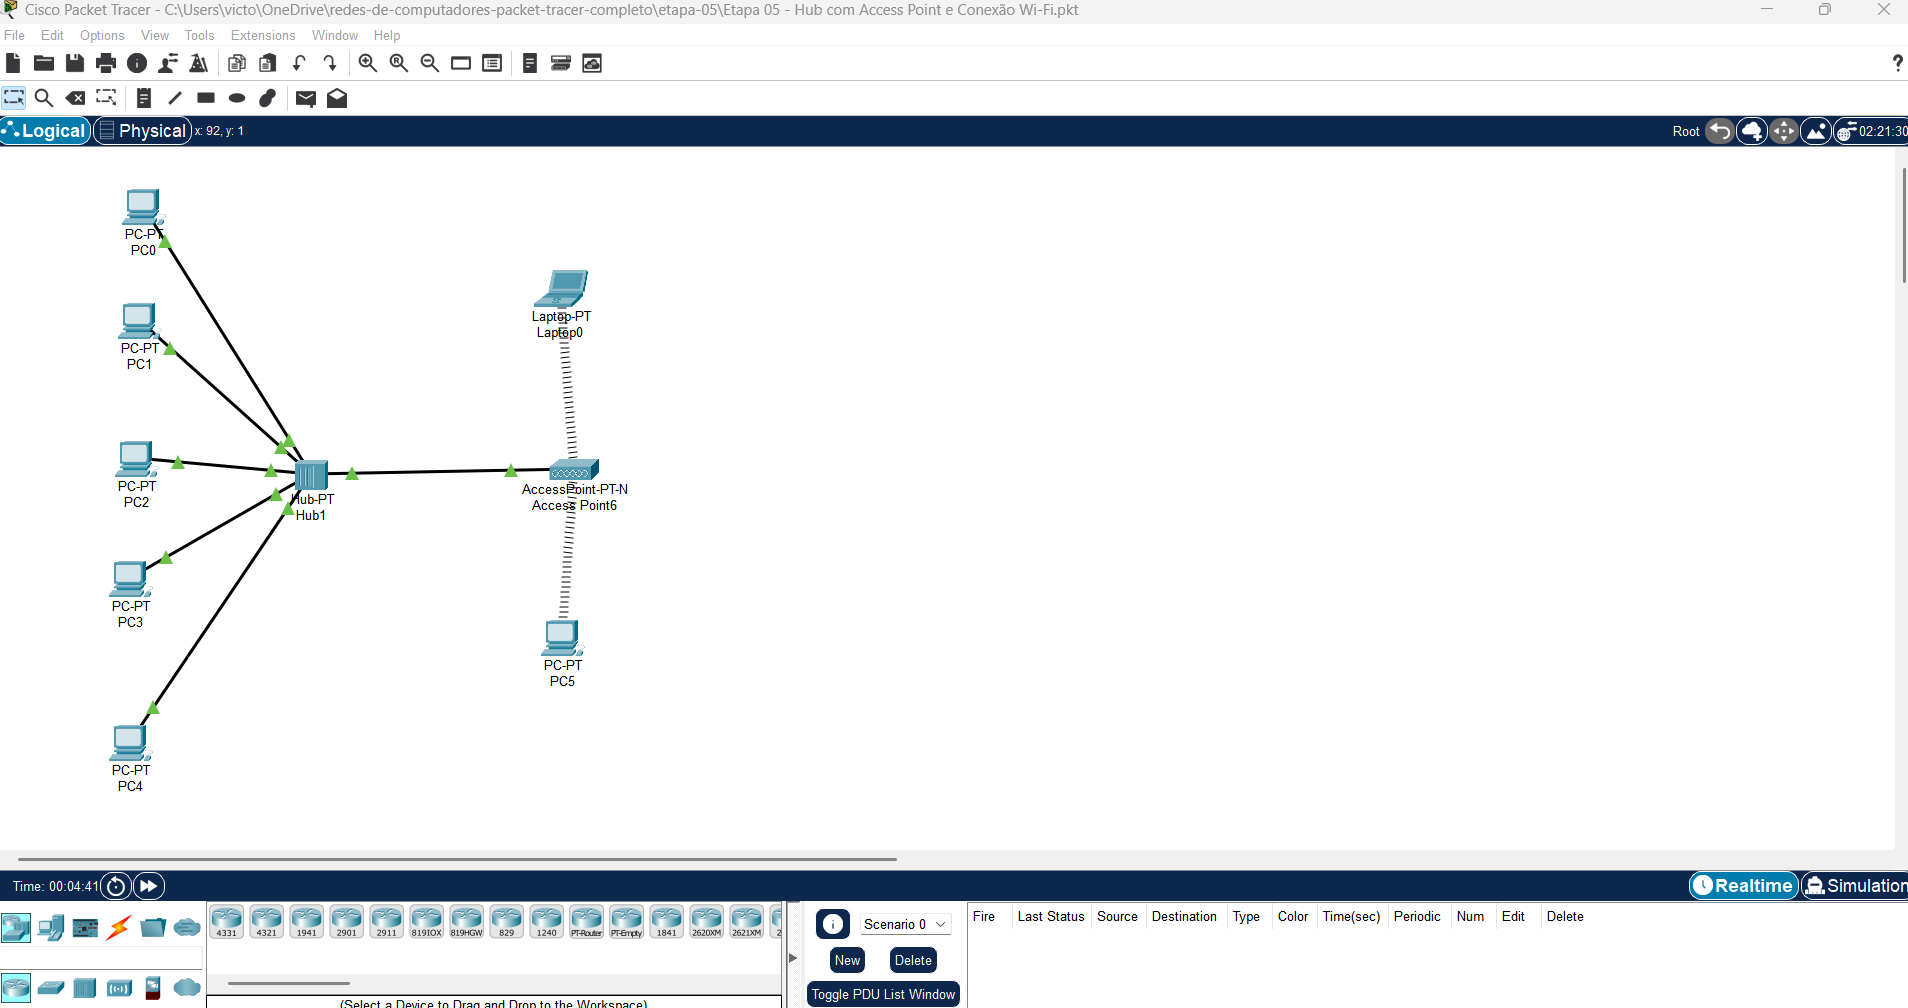 Cisco Packet Tracer - C:\Users\victo\OneDrive\redes-de-computadores-packet-tracer-completo\etapa-05\Etapa 05 - Hub com Access Point e Conexão Wi-Fi.pkt
File Edit Options View Tools Extensions Window Help
?
Logical Physical x: 92, y: 1 Root 02:21:30
PC-PT
PC0
PC-PT
PC1
PC-PT
PC2
PC-PT
PC3
PC-PT
PC4
Hub-PT
Hub1
Laptop-PT
Laptop0
AccessPoint-PT-N
Access Point6
PC-PT
PC5
Time: 00:04:41 Realtime Simulation
4331 4321 1941 2901 2911 819IOX 819HGW 829 1240 PT-Router PT-Empty 1841 2620XM 2621XM 2
(Select a Device to Drag and Drop to the Workspace)
Scenario 0
New Delete
Toggle PDU List Window
Fire Last Status Source Destination Type Color Time(sec) Periodic Num Edit Delete